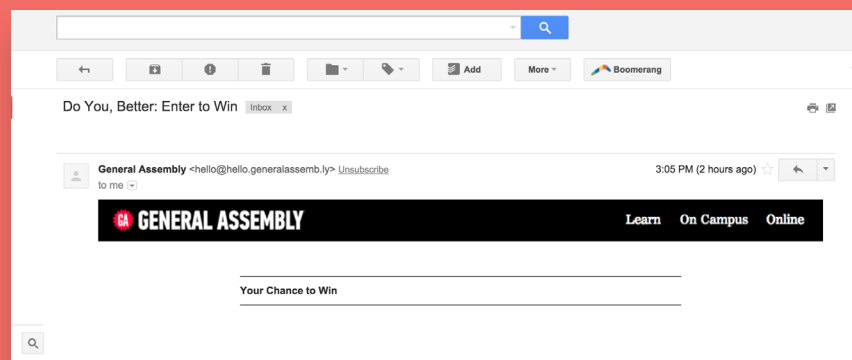 Add
More
Boomerang
Do You, Better: Enter to Win Inbox x
General Assembly <hello@hello.generalassemb.ly> Unsubscribe 3:05 PM (2 hours ago)
to me
GA GENERAL ASSEMBLY Learn On Campus Online
Your Chance to Win